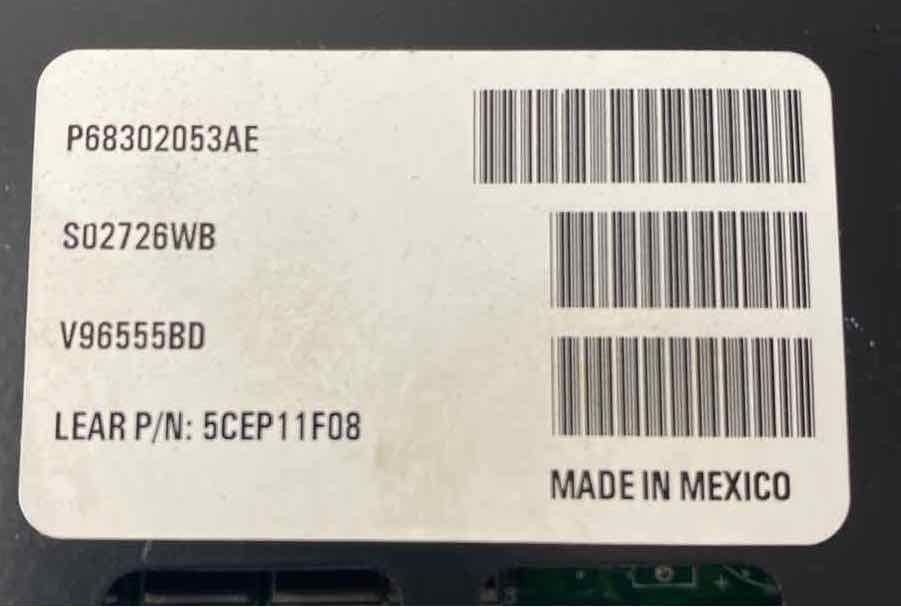 P68302053AE
S02726WB
V96555BD
LEAR P/N: 5CEP11F08
MADE IN MEXICO